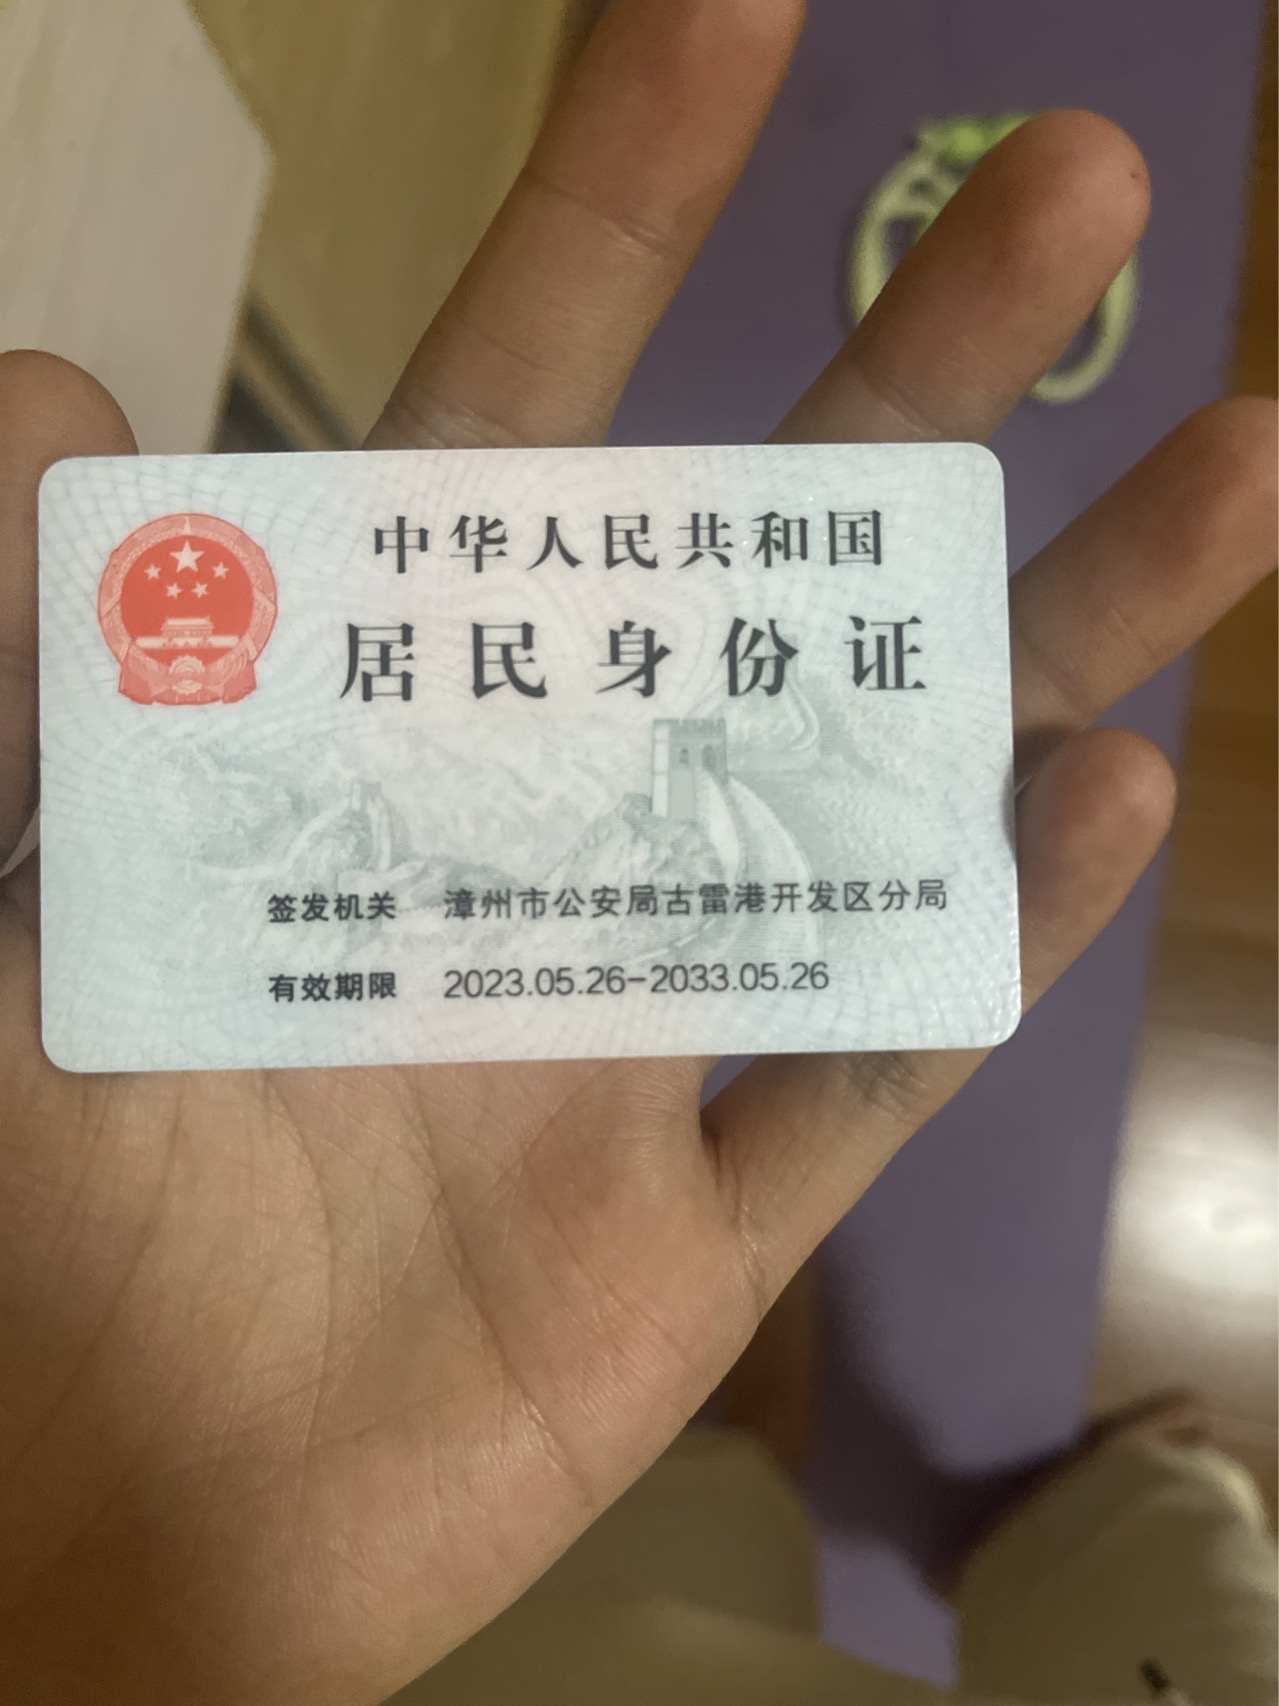 中华人民共和国
居民身份证
签发机关 漳州市公安局古雷港开发区分局
有效期限 2023.05.26-2033.05.26